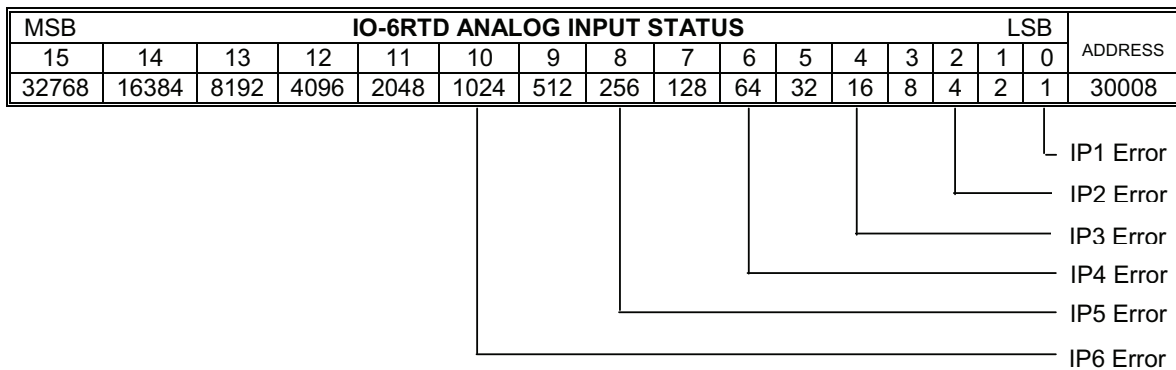 MSB IO-6RTD ANALOG INPUT STATUS LSB ADDRESS
15 14 13 12 11 10 9 8 7 6 5 4 3 2 1 0
32768 16384 8192 4096 2048 1024 512 256 128 64 32 16 8 4 2 1 30008
IP1 Error
IP2 Error
IP3 Error
IP4 Error
IP5 Error
IP6 Error